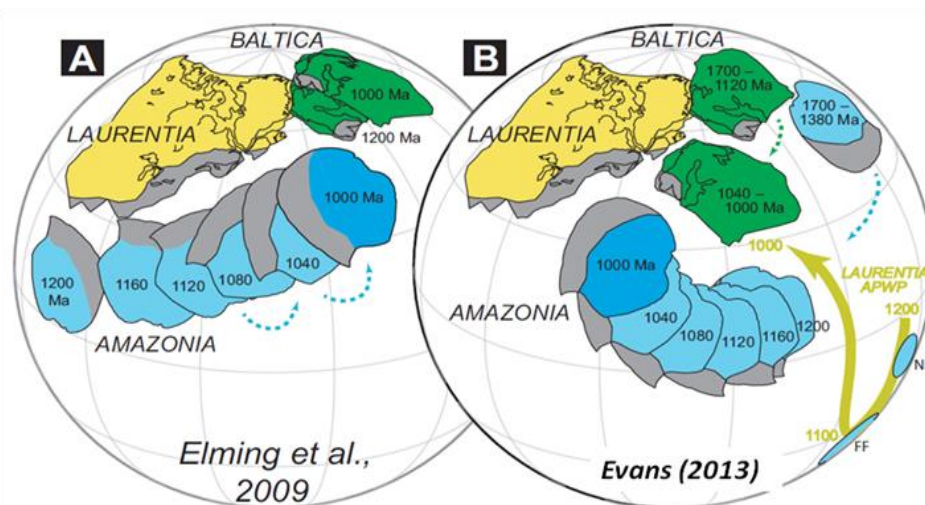 A
BALTICA
1000 Ma
LAURENTIA
1200 Ma
1000 Ma
1200
Ma
1160
1120
1080
1040
AMAZONIA
Elming et al.,
2009
B
BALTICA
1700 –
1120 Ma
1700 –
1380 Ma
LAURENTIA
1040 –
1000 Ma
1000
1000 Ma
LAURENTIA
APWP
1200
AMAZONIA
1040
1080
1120
1160
1200
N
1100
FF
Evans (2013)